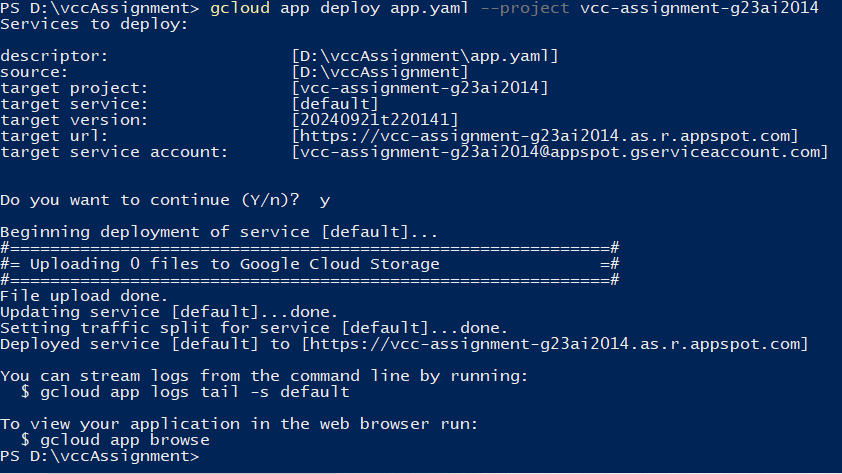 PS D:\vccAssignment> gcloud app deploy app.yaml --project vcc-assignment-g23ai2014
Services to deploy:
descriptor: [D:\vccAssignment\app.yaml]
source: [D:\vccAssignment]
target project: [vcc-assignment-g23ai2014]
target service: [default]
target version: [20240921t220141]
target url: [https://vcc-assignment-g23ai2014.as.r.appspot.com]
target service account: [vcc-assignment-g23ai2014@appspot.gserviceaccount.com]
Do you want to continue (Y/n)? y
Beginning deployment of service [default]...
#============================================================#
#= Uploading 0 files to Google Cloud Storage                =#
#============================================================#
File upload done.
Updating service [default]...done.
Setting traffic split for service [default]...done.
Deployed service [default] to [https://vcc-assignment-g23ai2014.as.r.appspot.com]
You can stream logs from the command line by running:
$ gcloud app logs tail -s default
To view your application in the web browser run:
$ gcloud app browse
PS D:\vccAssignment>